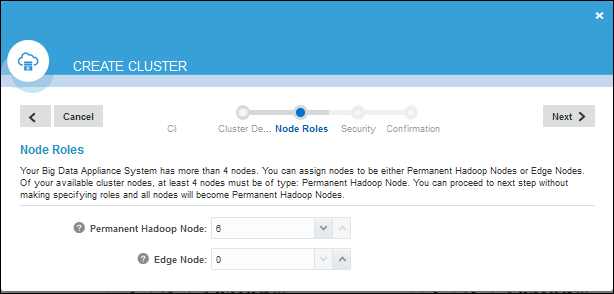 CREATE CLUSTER
Cancel
Cl
Cluster De...
Node Roles
Security
Confirmation
Next >
Node Roles
Your Big Data Appliance System has more than 4 nodes. You can assign nodes to be either Permanent Hadoop Nodes or Edge Nodes.
Of your available cluster nodes, at least 4 nodes must be of type: Permanent Hadoop Node. You can proceed to next step without
making specifying roles and all nodes will become Permanent Hadoop Nodes.
? Permanent Hadoop Node: 6
? Edge Node: 0